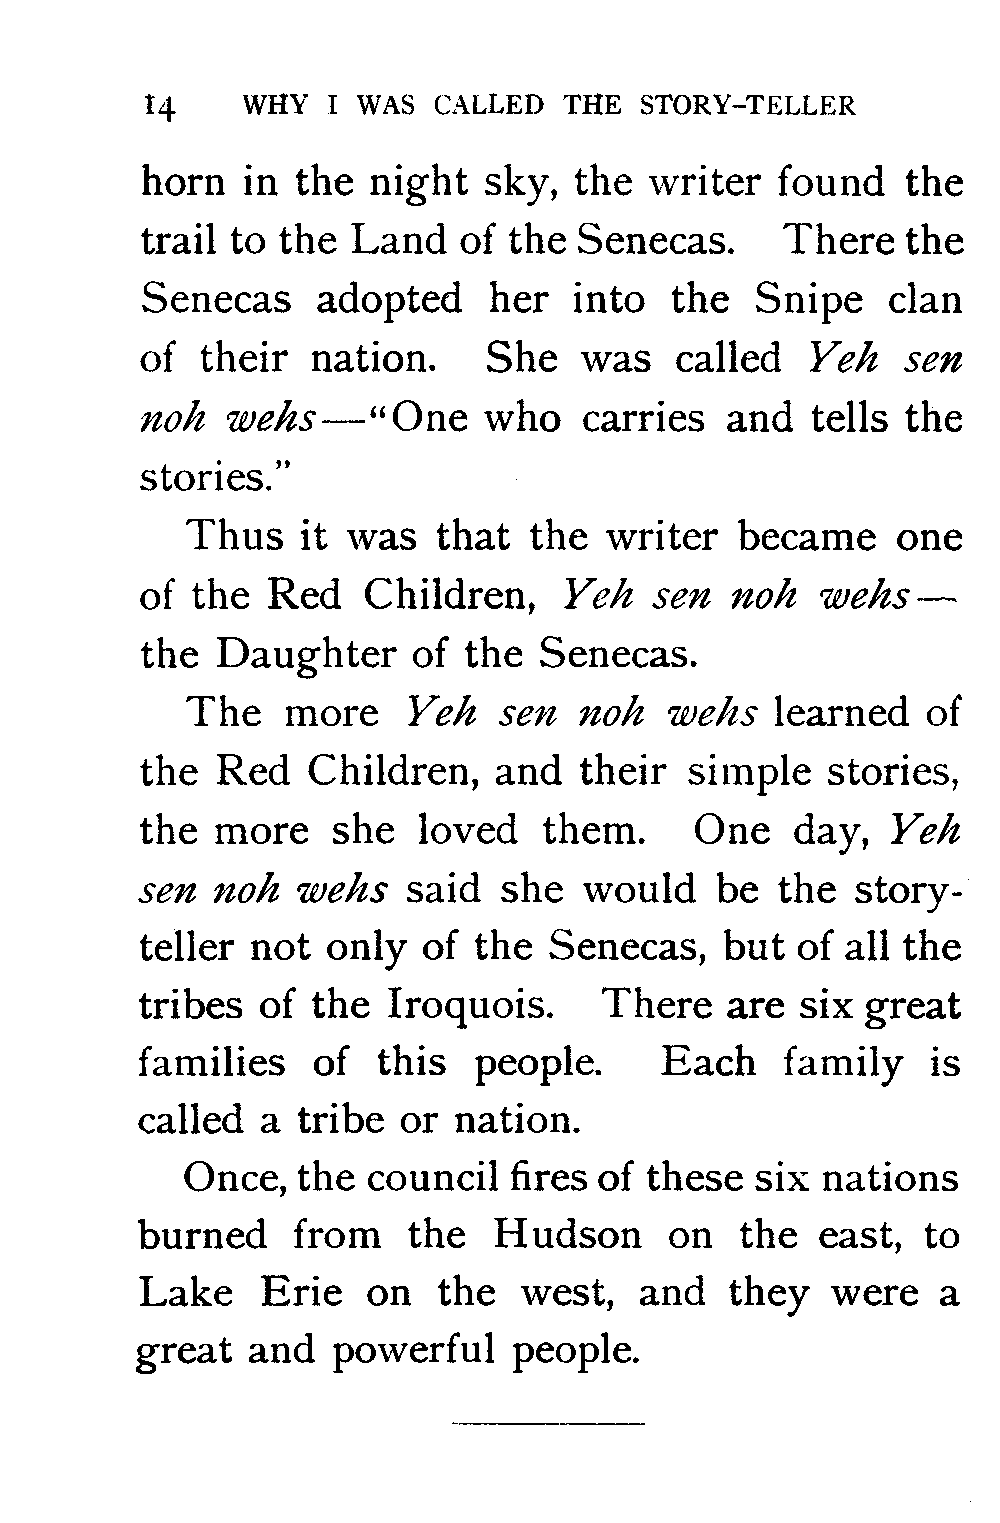 14 WHY I WAS CALLED THE STORY-TELLER
horn in the night sky, the writer found the
trail to the Land of the Senecas. There the
Senecas adopted her into the Snipe clan
of their nation. She was called Yeh sen
noh wehs—"One who carries and tells the
stories."
Thus it was that the writer became one
of the Red Children, Yeh sen noh wehs—
the Daughter of the Senecas.
The more Yeh sen noh wehs learned of
the Red Children, and their simple stories,
the more she loved them. One day, Yeh
sen noh wehs said she would be the story-
teller not only of the Senecas, but of all the
tribes of the Iroquois. There are six great
families of this people. Each family is
called a tribe or nation.
Once, the council fires of these six nations
burned from the Hudson on the east, to
Lake Erie on the west, and they were a
great and powerful people.